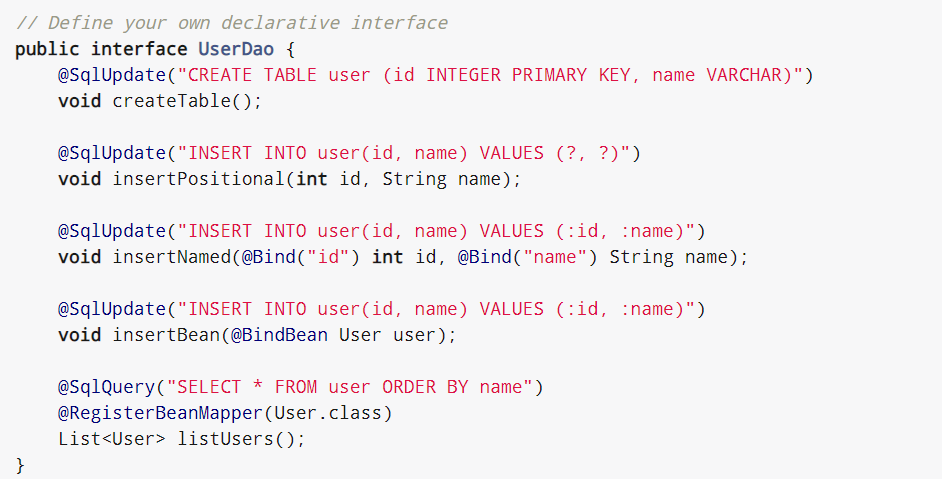 // Define your own declarative interface
public interface UserDao {
    @SqlUpdate("CREATE TABLE user (id INTEGER PRIMARY KEY, name VARCHAR)")
    void createTable();

    @SqlUpdate("INSERT INTO user(id, name) VALUES (?, ?)")
    void insertPositional(int id, String name);

    @SqlUpdate("INSERT INTO user(id, name) VALUES (:id, :name)")
    void insertNamed(@Bind("id") int id, @Bind("name") String name);

    @SqlUpdate("INSERT INTO user(id, name) VALUES (:id, :name)")
    void insertBean(@BindBean User user);

    @SqlQuery("SELECT * FROM user ORDER BY name")
    @RegisterBeanMapper(User.class)
    List<User> listUsers();
}